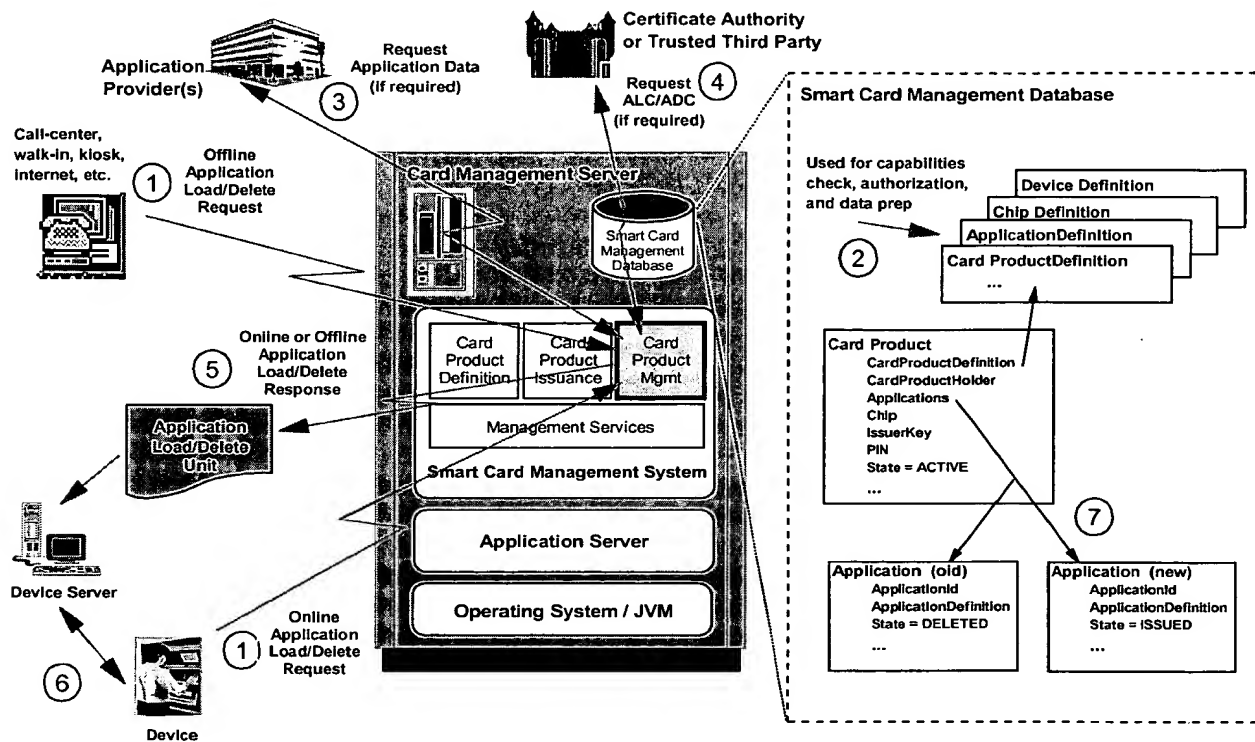 Certificate Authority
or Trusted Third Party
Application
Provider(s)
3
Request
Application Data
(if required)
Request
ALC/ADC
(if required)
4
Call-center,
walk-in, kiosk,
internet, etc.
1
Offline
Application
Load/Delete
Request
Card Management Server
Smart Card
Management
Database
Card
Product
Definition
Card
Product
Issuance
Card
Product
Mgmt
Management Services
Smart Card Management System
Application Server
Operating System / JVM
5
Online or Offline
Application
Load/Delete
Response
Application
Load/Delete
Unit
Device Server
6
Device
1
Online
Application
Load/Delete
Request
Smart Card Management Database
Used for capabilities
check, authorization,
and data prep
2
Device Definition
Chip Definition
ApplicationDefinition
Card ProductDefinition
...
Card Product
CardProductDefinition
CardProductHolder
Applications
Chip
IssuerKey
PIN
State = ACTIVE
...
7
Application (old)
ApplicationId
ApplicationDefinition
State = DELETED
...
Application (new)
ApplicationId
ApplicationDefinition
State = ISSUED
...